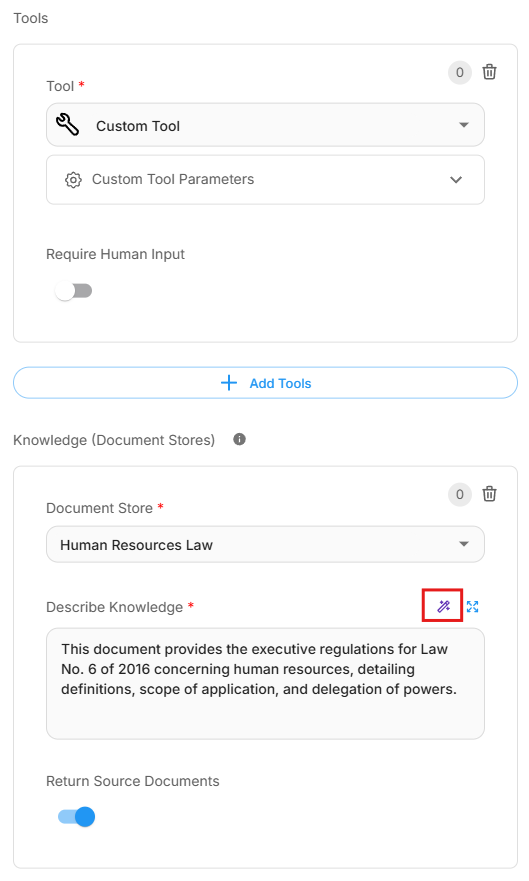 Tools
0
Tool *
Custom Tool
Custom Tool Parameters
Require Human Input
Add Tools
Knowledge (Document Stores)
0
Document Store *
Human Resources Law
Describe Knowledge *
This document provides the executive regulations for Law
No. 6 of 2016 concerning human resources, detailing
definitions, scope of application, and delegation of powers.
Return Source Documents